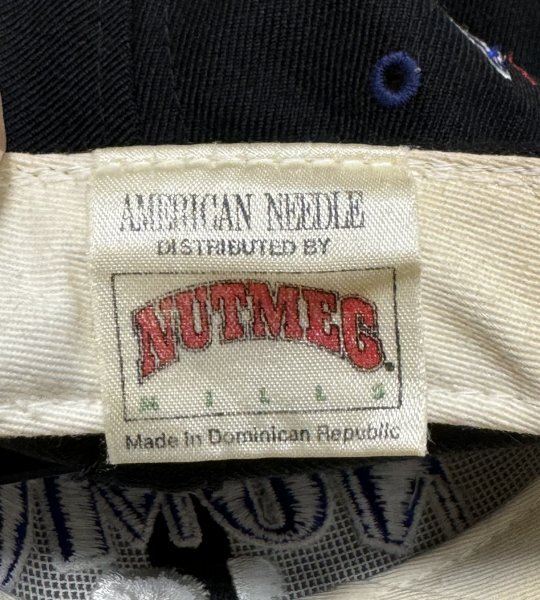 AMERICAN NEEDLE
DISTRIBUTED BY
NUTMEG®
MILLS
Made in Dominican Republic